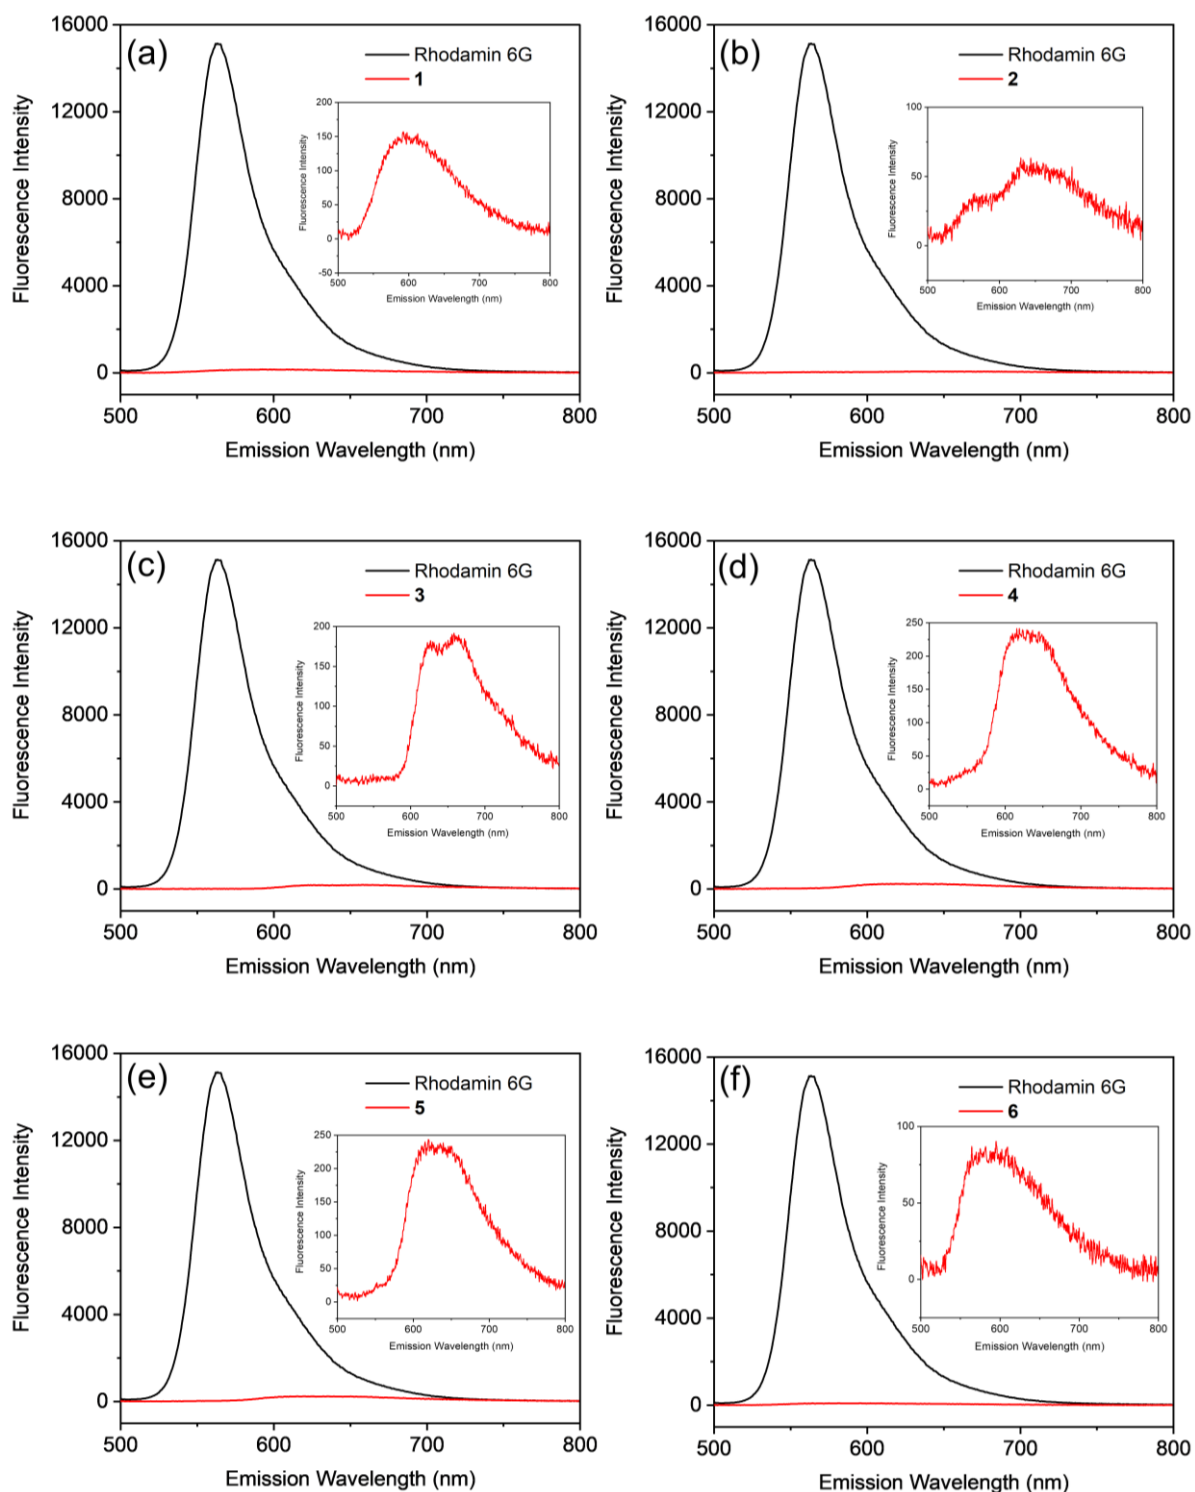 (a)
Rhodamin 6G
1
16000
12000
8000
4000
0
Fluorescence Intensity
500 600 700 800
Emission Wavelength (nm)
200
150
100
50
0
-50
Fluorescence Intensity
500 600 700 800
Emission Wavelength (nm)
(b)
Rhodamin 6G
2
16000
12000
8000
4000
0
Fluorescence Intensity
500 600 700 800
Emission Wavelength (nm)
100
50
0
Fluorescence Intensity
500 600 700 800
Emission Wavelength (nm)
(c)
Rhodamin 6G
3
16000
12000
8000
4000
0
Fluorescence Intensity
500 600 700 800
Emission Wavelength (nm)
200
150
100
50
0
Fluorescence Intensity
500 600 700 800
Emission Wavelength (nm)
(d)
Rhodamin 6G
4
16000
12000
8000
4000
0
Fluorescence Intensity
500 600 700 800
Emission Wavelength (nm)
250
200
150
100
50
0
Fluorescence Intensity
500 600 700 800
Emission Wavelength (nm)
(e)
Rhodamin 6G
5
16000
12000
8000
4000
0
Fluorescence Intensity
500 600 700 800
Emission Wavelength (nm)
250
200
150
100
50
0
Fluorescence Intensity
500 600 700 800
Emission Wavelength (nm)
(f)
Rhodamin 6G
6
16000
12000
8000
4000
0
Fluorescence Intensity
500 600 700 800
Emission Wavelength (nm)
100
50
0
Fluorescence Intensity
500 600 700 800
Emission Wavelength (nm)